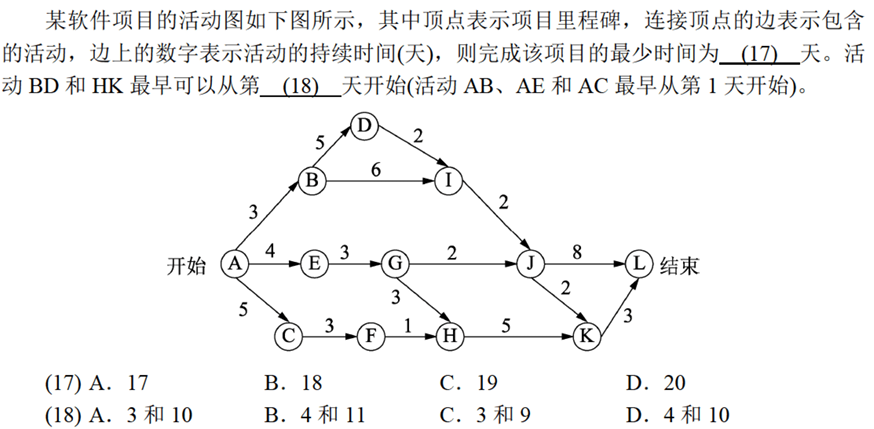 某软件项目的活动图如下图所示，其中顶点表示项目里程碑，连接顶点的边表示包含
的活动，边上的数字表示活动的持续时间(天)，则完成该项目的最少时间为 (17) 天。活
动 BD 和 HK 最早可以从第 (18) 天开始(活动 AB、AE 和 AC 最早从第 1 天开始)。
D
5
2
B
6
I
3
2
开始 A 4 E 3 G 2 J 8 L 结束
5
3
2
3
C 3 F 1 H 5 K
(17) A．17 B．18 C．19 D．20
(18) A．3 和 10 B．4 和 11 C．3 和 9 D．4 和 10